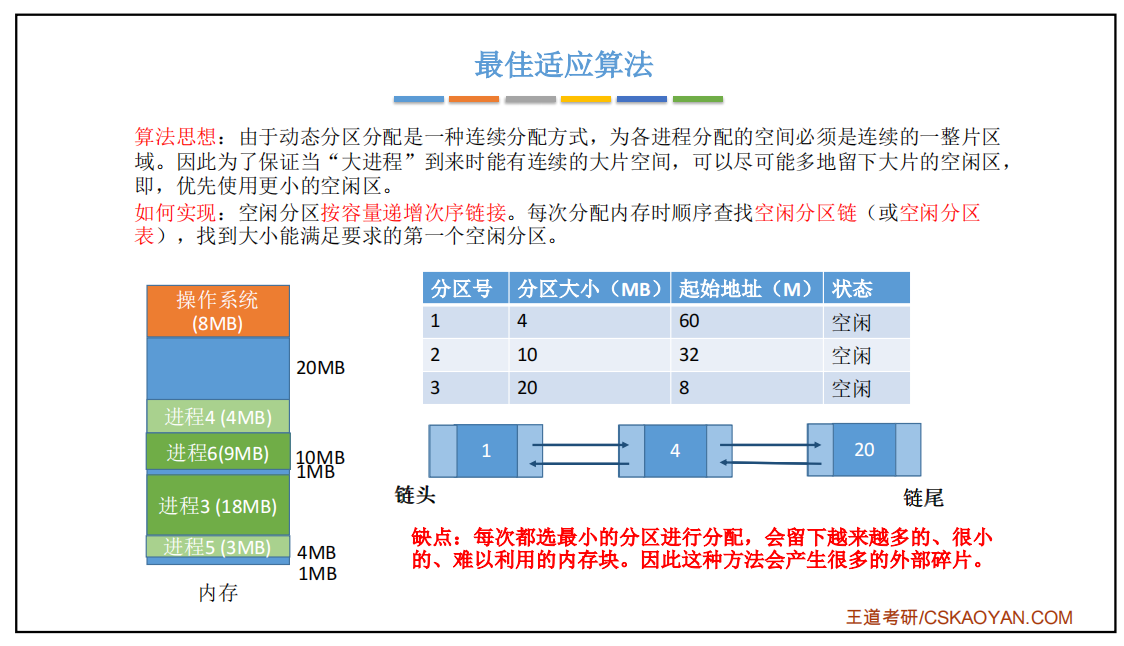 最佳适应算法
算法思想：由于动态分区分配是一种连续分配方式，为各进程分配的空间必须是连续的一整片区
域。因此为了保证当“大进程”到来时能有连续的大片空间，可以尽可能多地留下大片的空闲区，
即，优先使用更小的空闲区。
如何实现：空闲分区按容量递增次序链接。每次分配内存时顺序查找空闲分区链（或空闲分区
表），找到大小能满足要求的第一个空闲分区。
操作系统
(8MB)
20MB
进程4 (4MB)
进程6(9MB)
10MB
1MB
进程3 (18MB)
进程5 (3MB)
4MB
1MB
内存
分区号 分区大小（MB） 起始地址（M） 状态
1 4 60 空闲
2 10 32 空闲
3 20 8 空闲
1 4 20
链头 链尾
缺点：每次都选最小的分区进行分配，会留下越来越多的、很小
的、难以利用的内存块。因此这种方法会产生很多的外部碎片。
王道考研/CSKAOYAN.COM